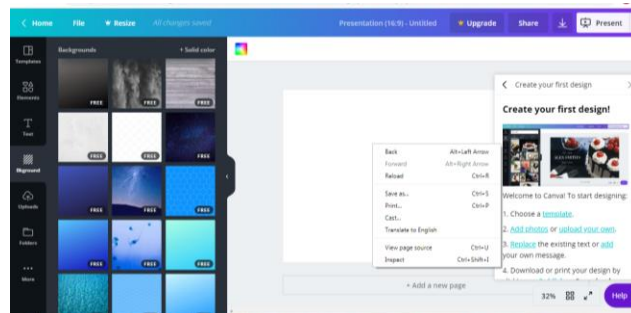 Home File Resize All changes saved Presentation (16:9) - Untitled Upgrade Share Present
Templates
Elements
Text
Bkground
Uploads
Folders
More
Backgrounds + Solid color
FREE FREE FREE
FREE FREE FREE
FREE FREE FREE
FREE FREE FREE
Back Alt+Left Arrow
Forward Alt+Right Arrow
Reload Ctrl+R
Save as... Ctrl+S
Print... Ctrl+P
Cast...
Translate to English
View page source Ctrl+U
Inspect Ctrl+Shift+I
+ Add a new page
Create your first design
Create your first design!
Welcome to Canva! To start designing:
1. Choose a template.
2. Add photos or upload your own.
3. Replace the existing text or add
your own message.
4. Download or print your design by
32%
Help